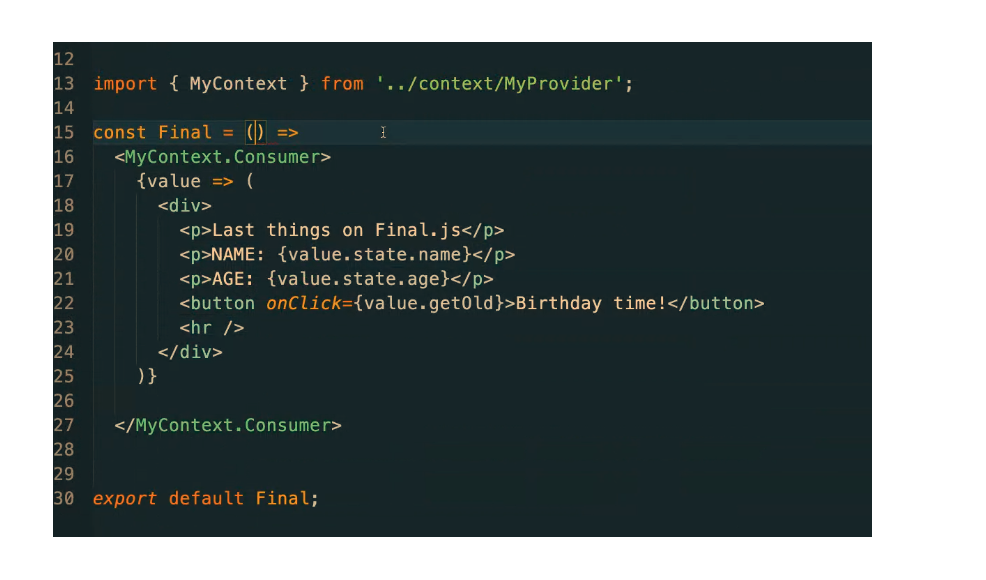 12
13 import { MyContext } from '../context/MyProvider';
14
15 const Final = () =>
16   <MyContext.Consumer>
17     {value => (
18       <div>
19         <p>Last things on Final.js</p>
20         <p>NAME: {value.state.name}</p>
21         <p>AGE: {value.state.age}</p>
22         <button onClick={value.getOld}>Birthday time!</button>
23         <hr />
24       </div>
25     )}
26
27   </MyContext.Consumer>
28
29
30 export default Final;